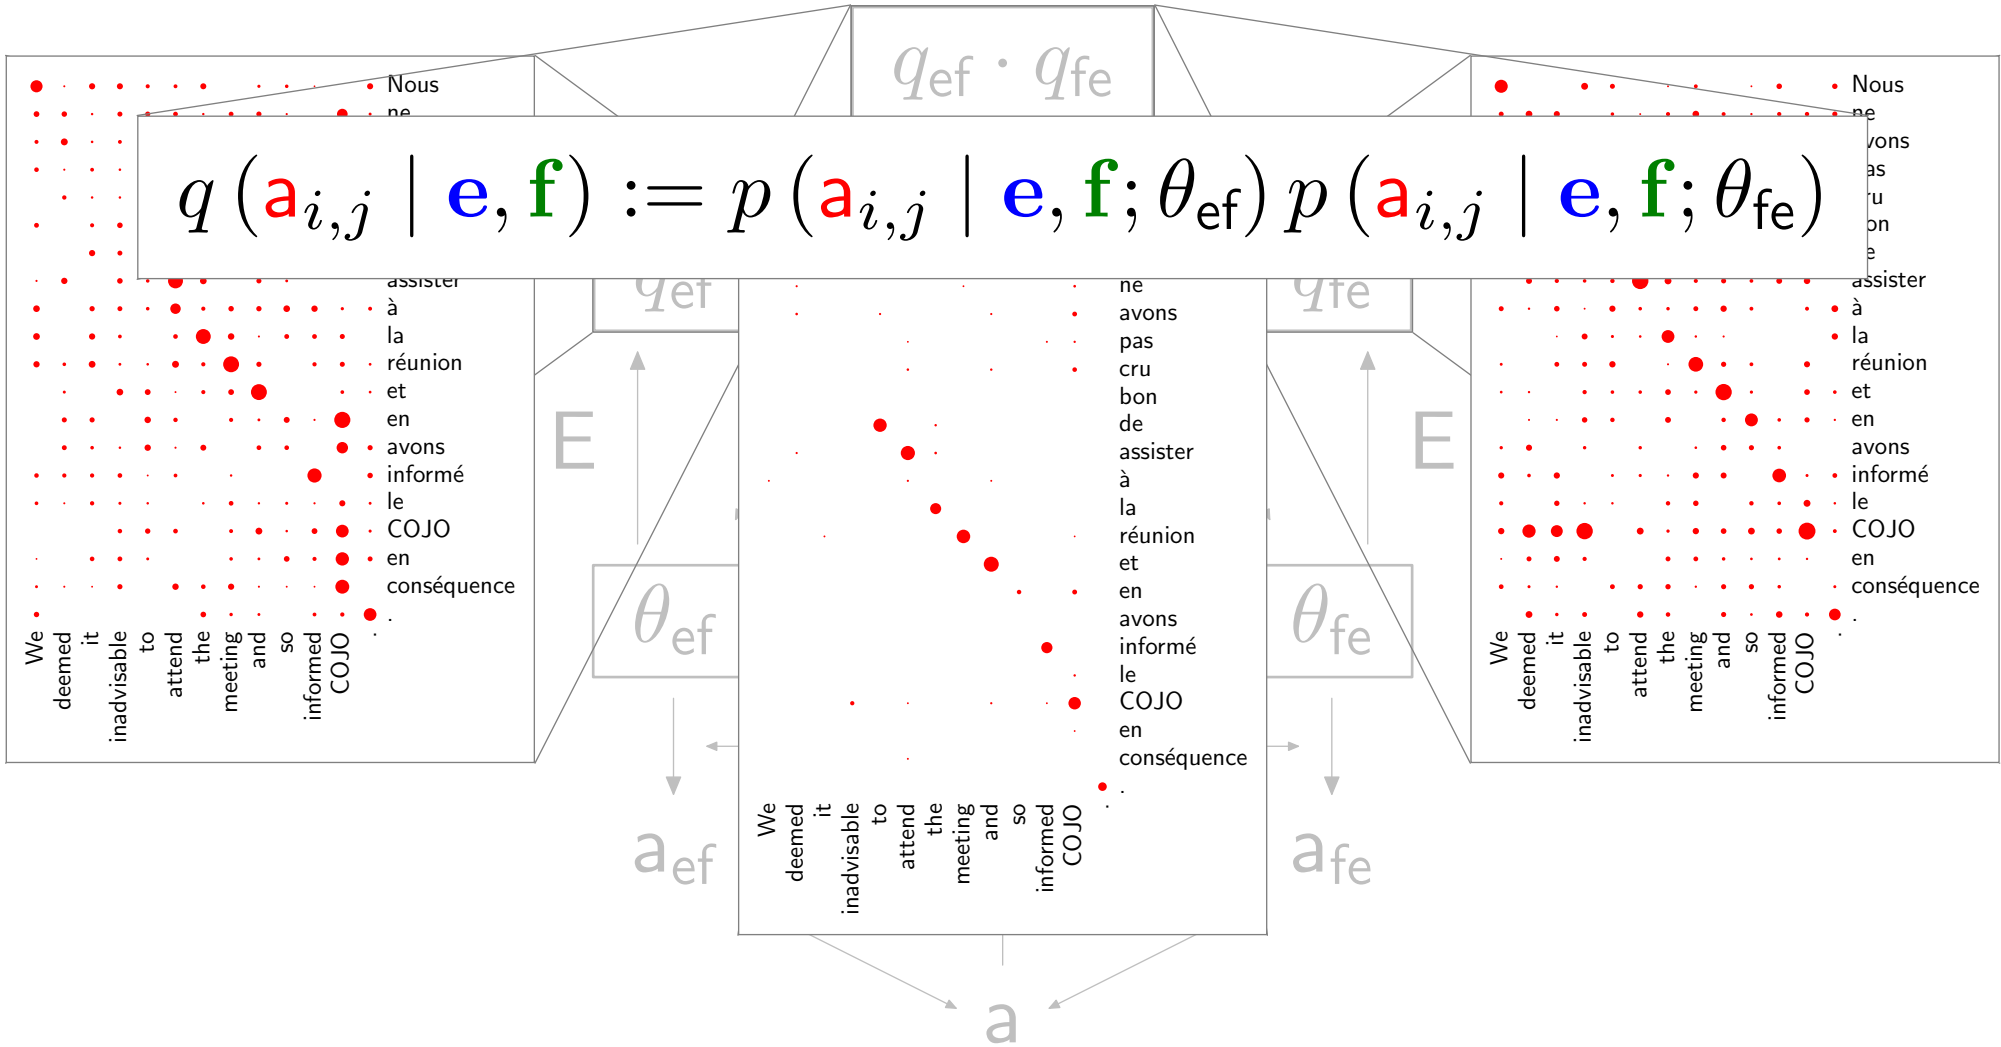 q_ef · q_fe
q (a_{i,j} | e, f) := p (a_{i,j} | e, f; θ_ef) p (a_{i,j} | e, f; θ_fe)
Nous
ne
assister
à
la
réunion
et
en
avons
informé
le
COJO
en
conséquence
.
We
deemed
it
inadvisable
to
attend
the
meeting
and
so
informed
COJO
.
q_ef
E
θ_ef
a_ef
ne
avons
pas
cru
bon
de
assister
à
la
réunion
et
en
avons
informé
le
COJO
en
conséquence
.
We
deemed
it
inadvisable
to
attend
the
meeting
and
so
informed
COJO
.
q_fe
E
θ_fe
a_fe
Nous
ne
assister
à
la
réunion
et
en
avons
informé
le
COJO
en
conséquence
.
We
deemed
it
inadvisable
to
attend
the
meeting
and
so
informed
COJO
.
a